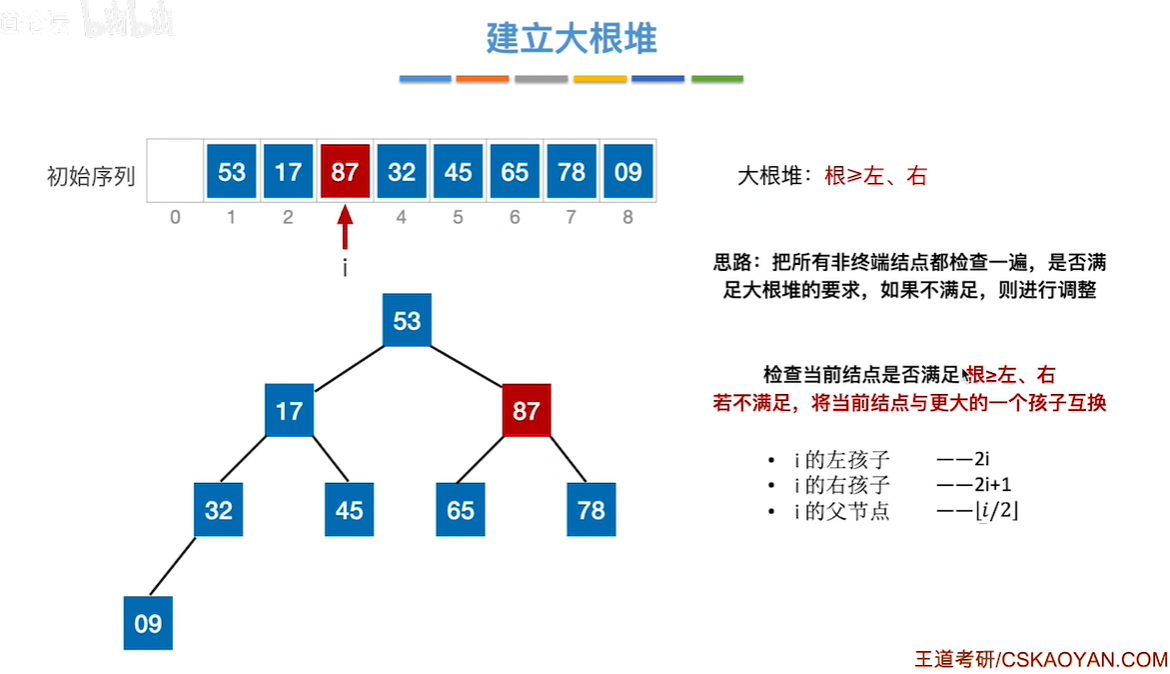 建立大根堆
初始序列
53 17 87 32 45 65 78 09
0 1 2 4 5 6 7 8
i
大根堆：根≥左、右
思路：把所有非终端结点都检查一遍，是否满
足大根堆的要求，如果不满足，则进行调整
53
17 87
32 45 65 78
09
检查当前结点是否满足根≥左、右
若不满足，将当前结点与更大的一个孩子互换
• i 的左孩子 ——2i
• i 的右孩子 ——2i+1
• i 的父节点 ——⌊i/2⌋
王道考研/CSKAOYAN.COM